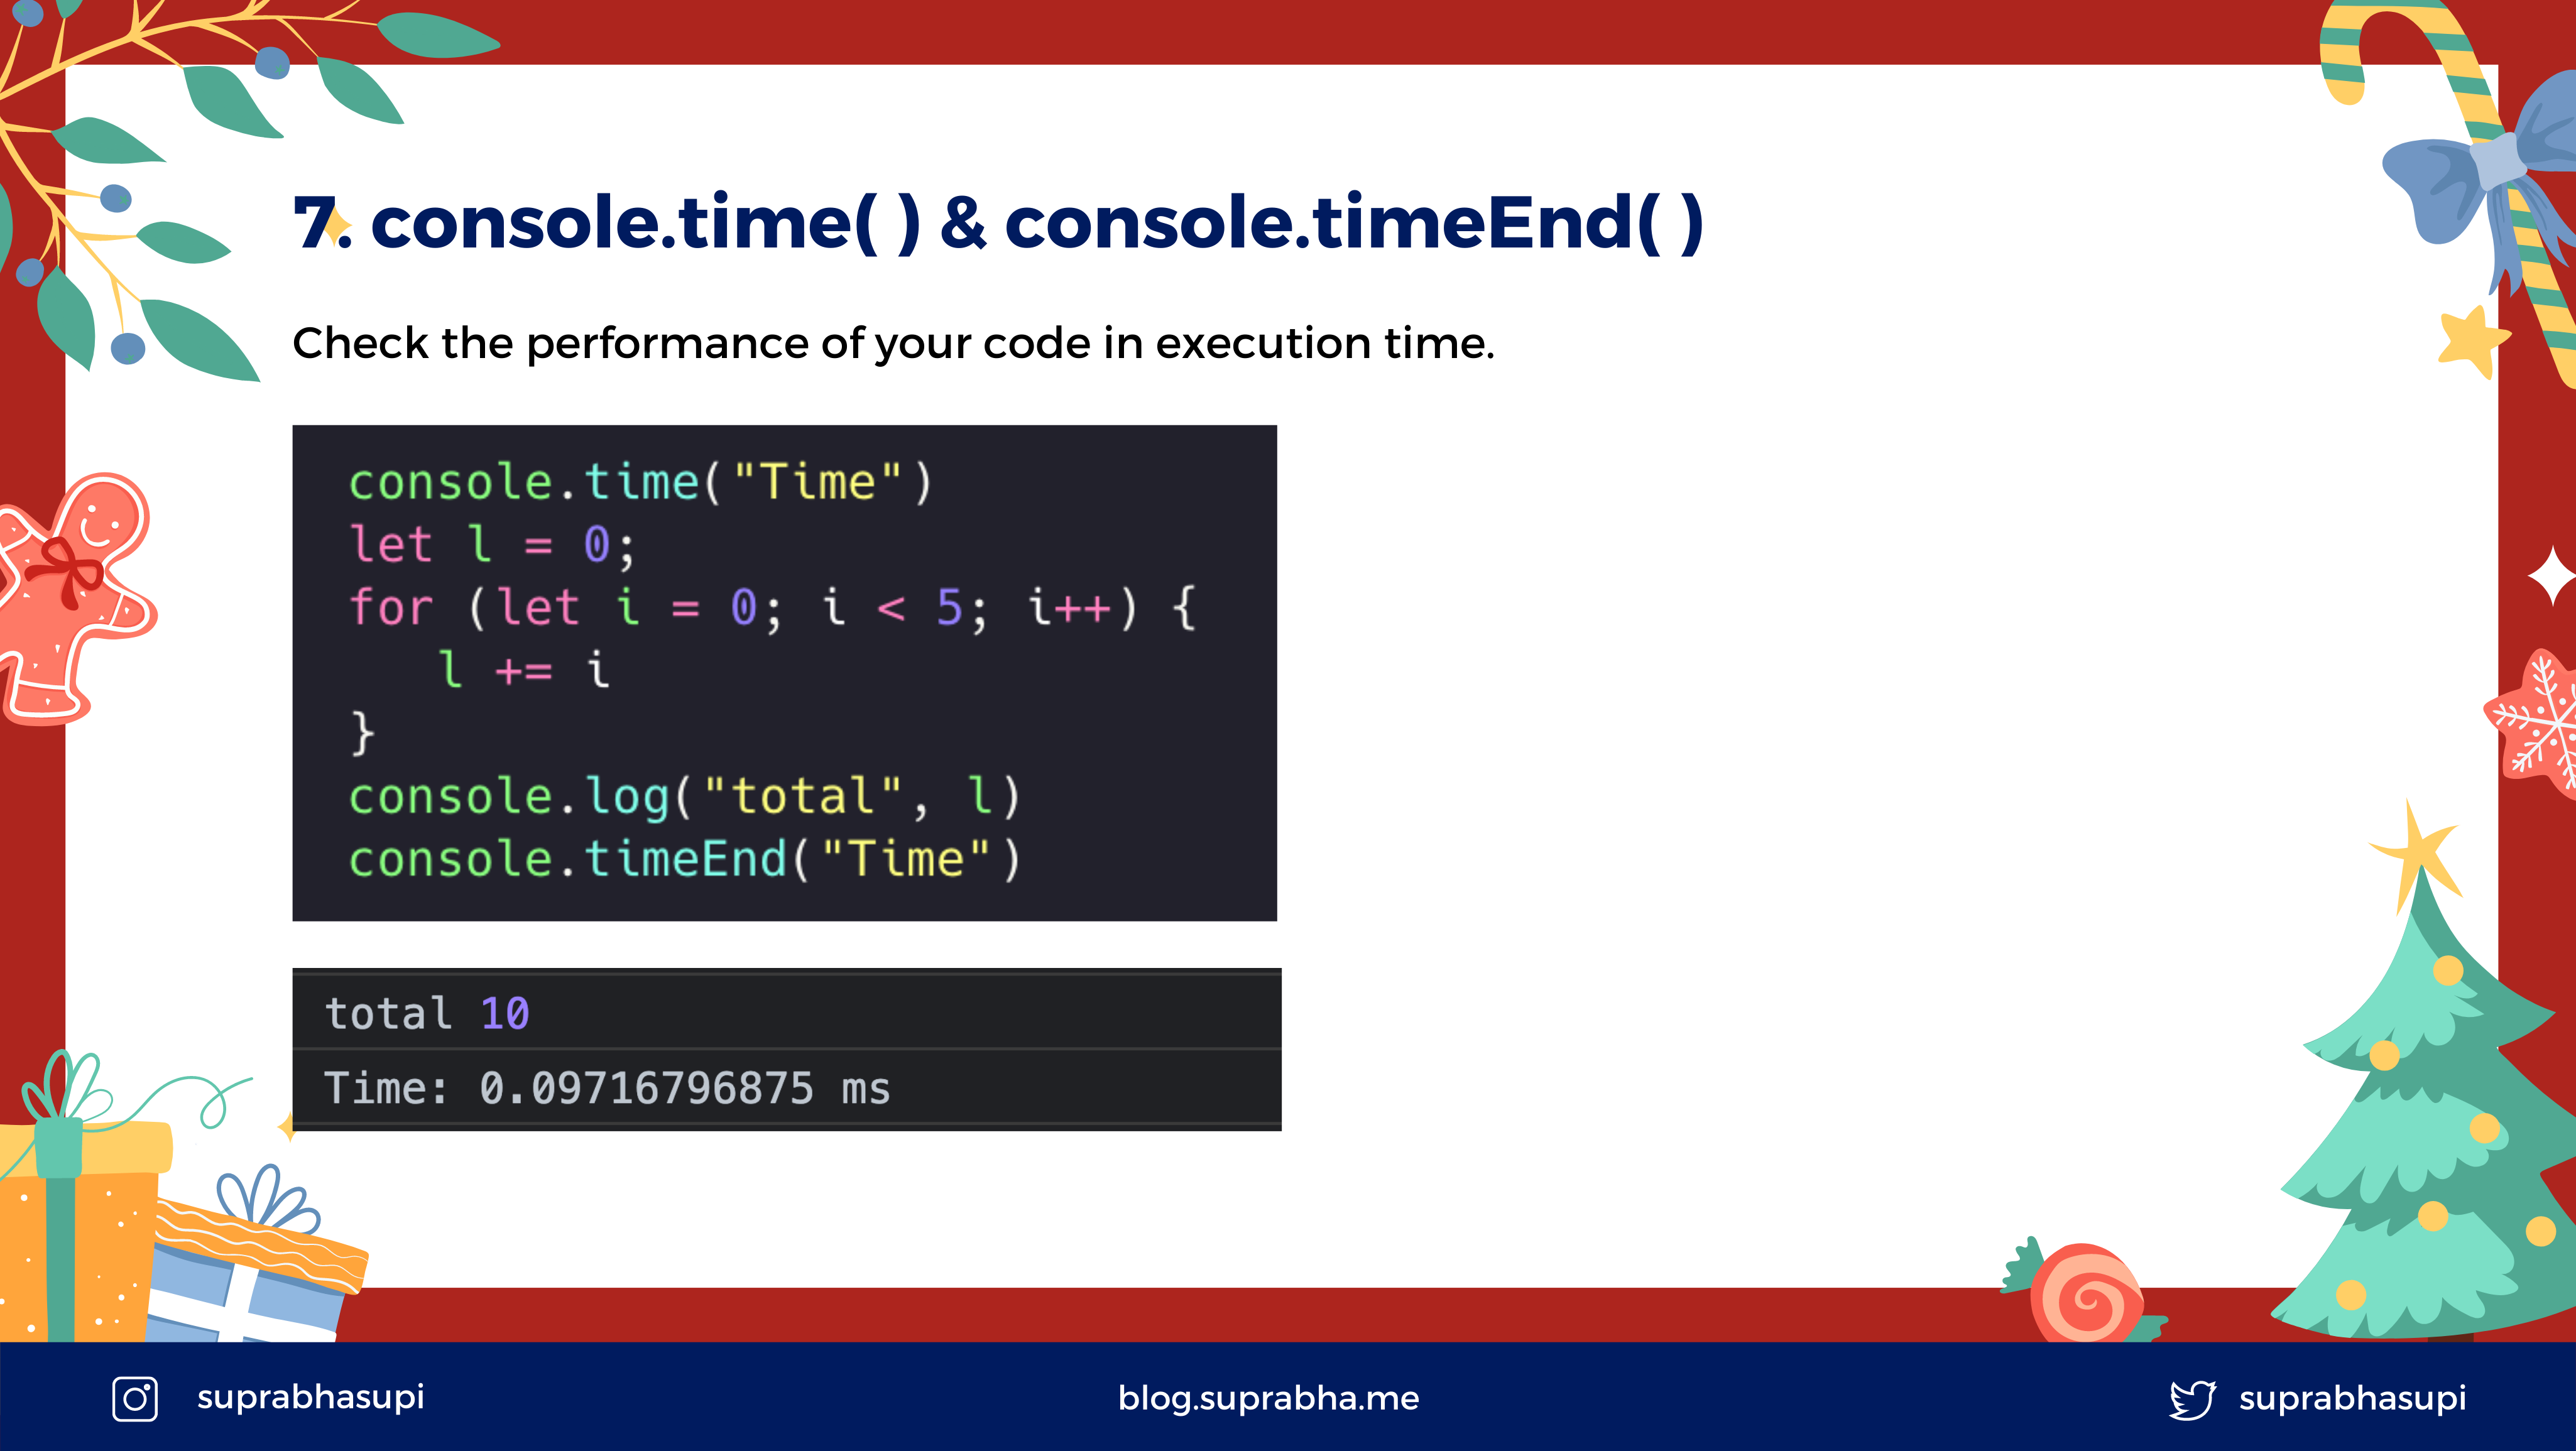 7. console.time( ) & console.timeEnd( )
Check the performance of your code in execution time.
console.time("Time")
let l = 0;
for (let i = 0; i < 5; i++) {
   l += i
}
console.log("total", l)
console.timeEnd("Time")
total 10
Time: 0.09716796875 ms
suprabhasupi
blog.suprabha.me
suprabhasupi